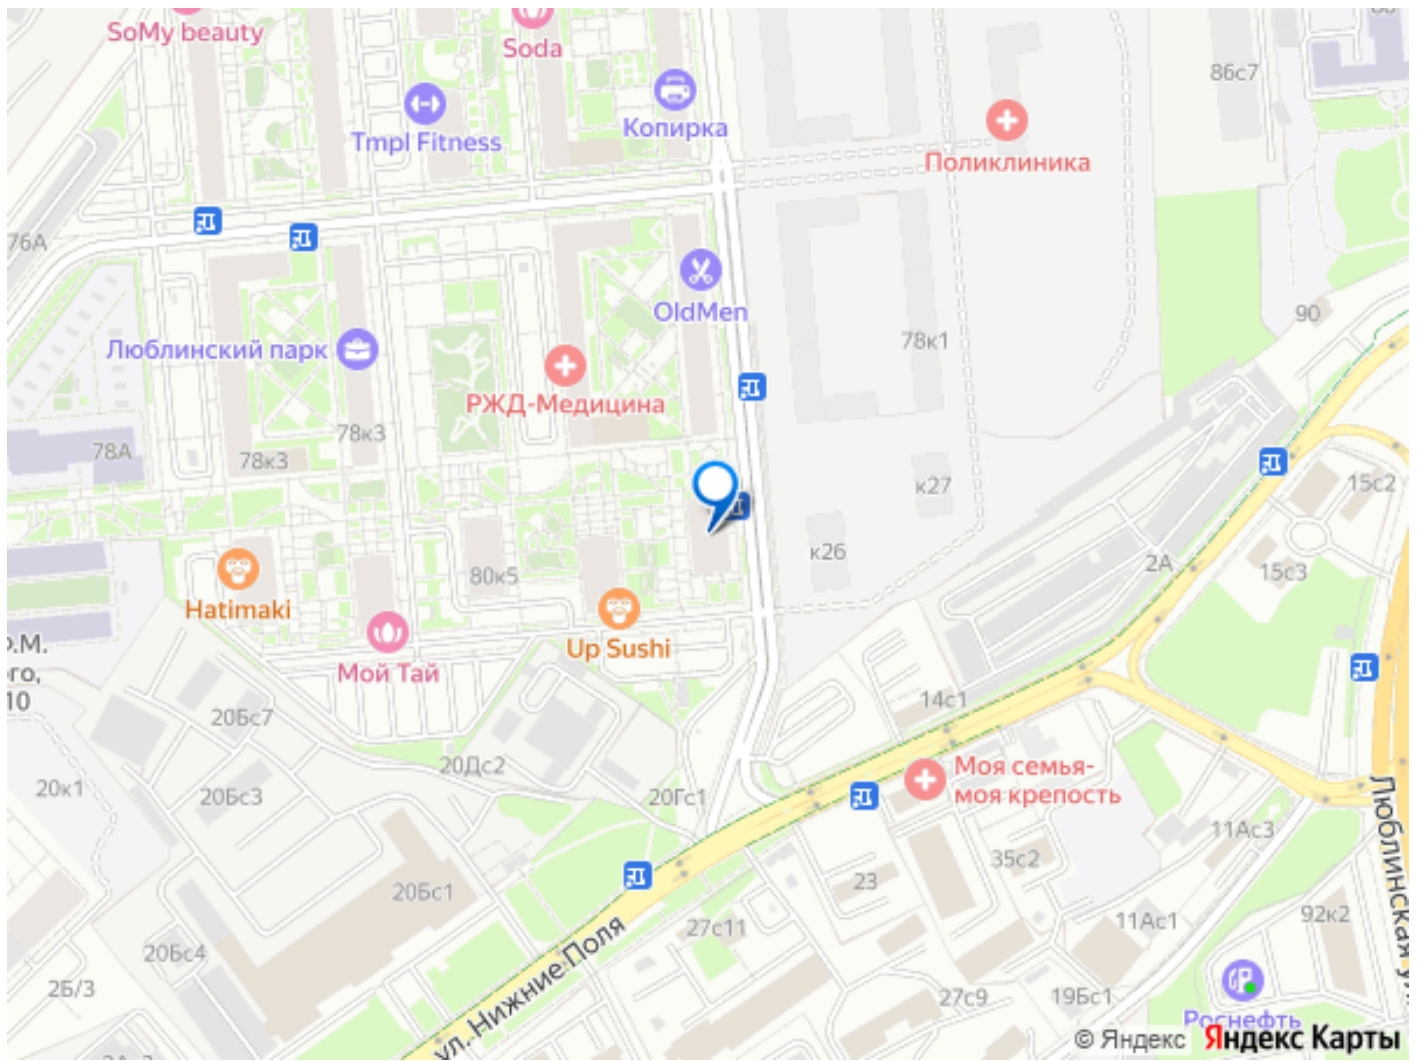 SoMy beauty
Soda
86с7
Копирка
Tmpl Fitness
Поликлиника
76А
OldMen
90
78к1
Люблинский парк
РЖД-Медицина
78к3
78А
78к3
15с2
к27
к26
2А
15с3
80к5
Hatimaki
Up Sushi
Мой Тай
10
14с1
20Бс7
20Дс2
Моя семья-
моя крепость
20к1
20Бс3
20Гс1
11Ас3
35с2
23
20Бс1
92к2
11Ас1
27с11
20Бс4
2Б/3
27с9
19Бс1
ул. Нижние Поля
Люблинская ул.
Роснефть
© Яндекс Яндекс Карты